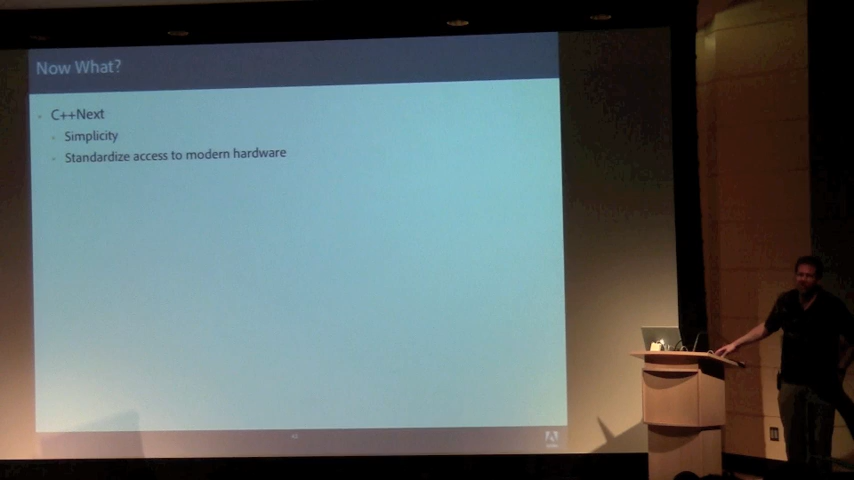 Now What?
C++Next
Simplicity
Standardize access to modern hardware